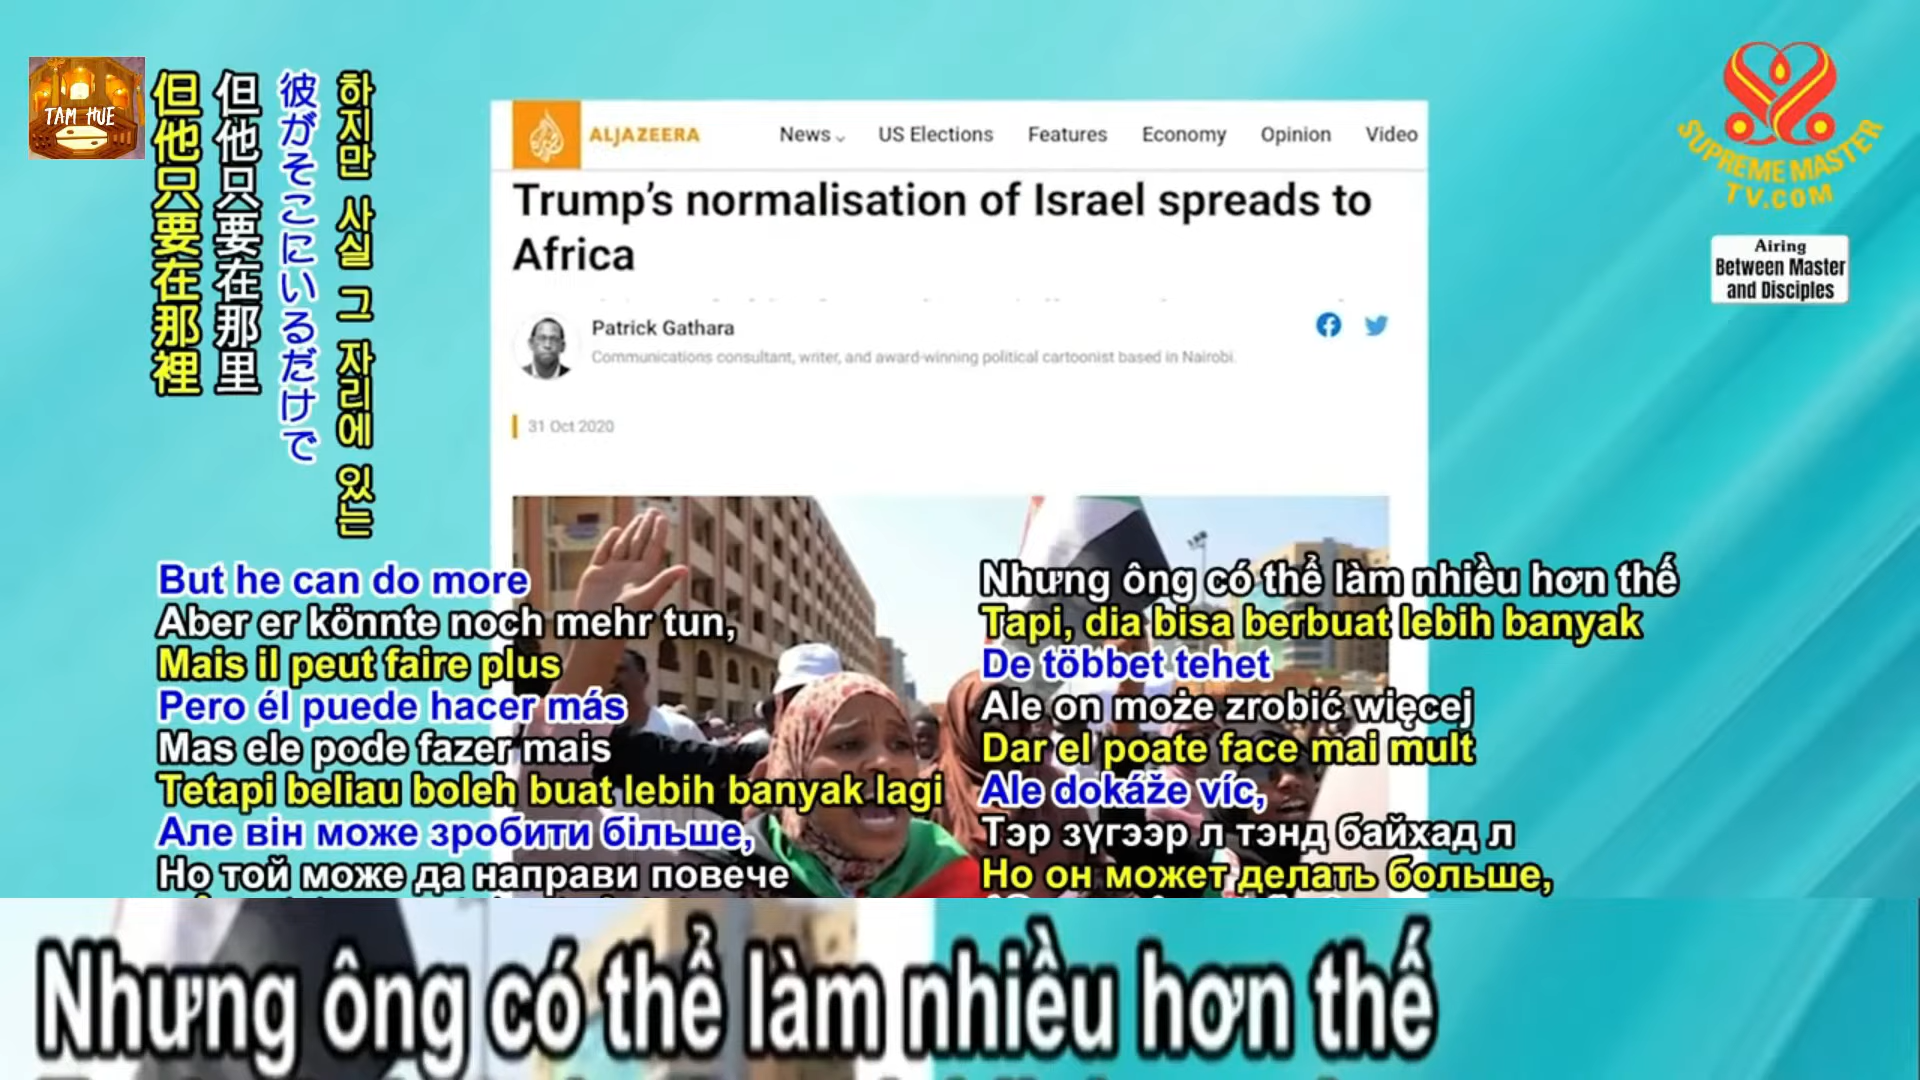 TAM HUE
但他只要在那裡
但他只要在那里
彼がそこにいるだけで
하지만 사실 그 자리에 있는
ALJAZEERA
News
US Elections
Features
Economy
Opinion
Video
Trump's normalisation of Israel spreads to
Africa
Patrick Gathara
Communications consultant, writer, and award-winning political cartoonist based in Nairobi.
31 Oct 2020
SUPREME MASTER
TV.COM
Airing
Between Master
and Disciples
But he can do more
Aber er könnte noch mehr tun,
Mais il peut faire plus
Pero él puede hacer más
Mas ele pode fazer mais
Tetapi beliau boleh buat lebih banyak lagi
Але він може зробити більше,
Но той може да направи повече
Nhưng ông có thể làm nhiều hơn thế
Tapi, dia bisa berbuat lebih banyak
De többet tehet
Ale on może zrobić więcej
Dar el poate face mai mult
Ale dokáže víc,
Тэр зүгээр л тэнд байхад л
Но он может делать больше,
Nhưng ông có thể làm nhiều hơn thế